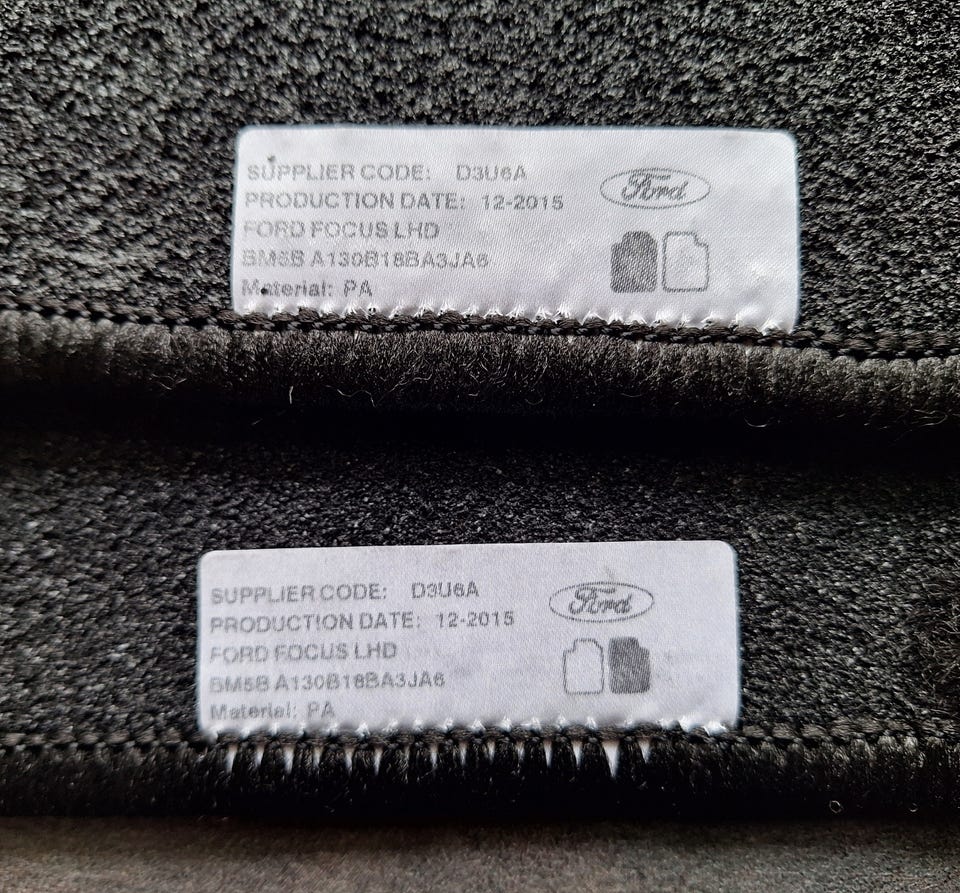 SUPPLIER CODE: D3U6A
PRODUCTION DATE: 12-2015
FORD FOCUS LHD
BM5B A130B18BA3JA6
Material: PA
Ford
SUPPLIER CODE: D3U6A
PRODUCTION DATE: 12-2015
FORD FOCUS LHD
BM5B A130B18BA3JA6
Material: PA
Ford